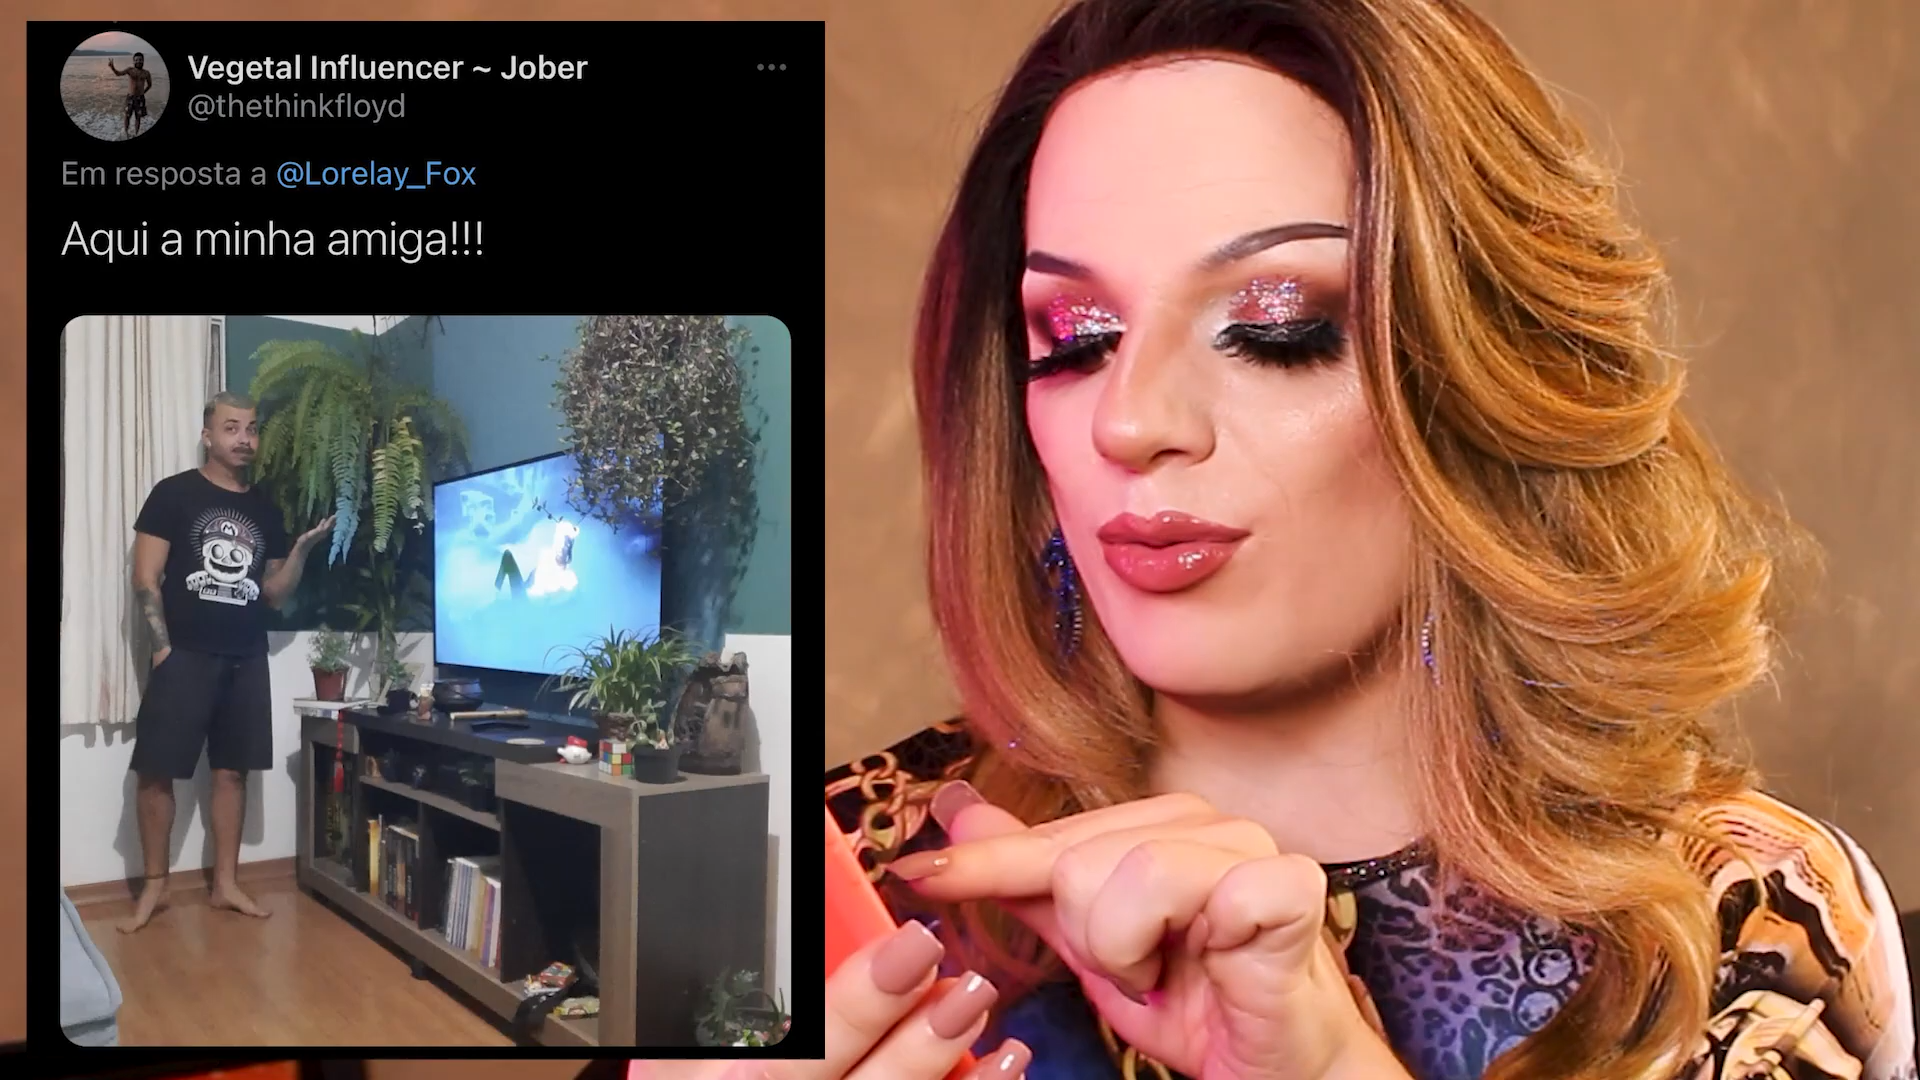 Vegetal Influencer ~ Jober
@thethinkfloyd
Em resposta a @Lorelay_Fox
Aqui a minha amiga!!!
M